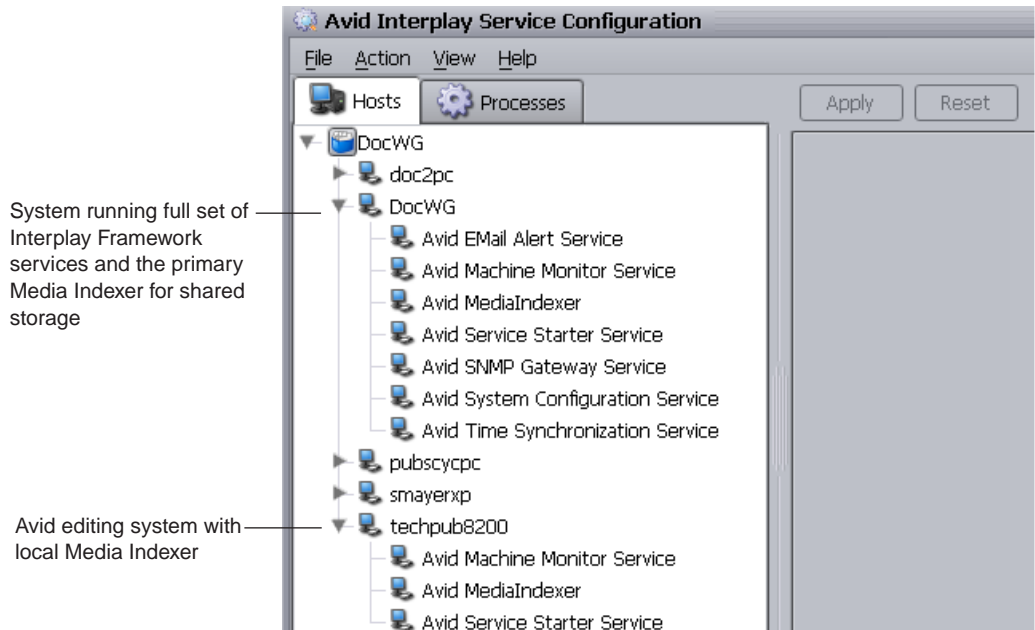 Avid Interplay Service Configuration
File Action View Help
Hosts Processes Apply Reset
DocWG
doc2pc
DocWG
Avid EMail Alert Service
Avid Machine Monitor Service
Avid MediaIndexer
Avid Service Starter Service
Avid SNMP Gateway Service
Avid System Configuration Service
Avid Time Synchronization Service
pubscycpc
smayerxp
techpub8200
Avid Machine Monitor Service
Avid MediaIndexer
Avid Service Starter Service
System running full set of
Interplay Framework
services and the primary
Media Indexer for shared
storage
Avid editing system with
local Media Indexer